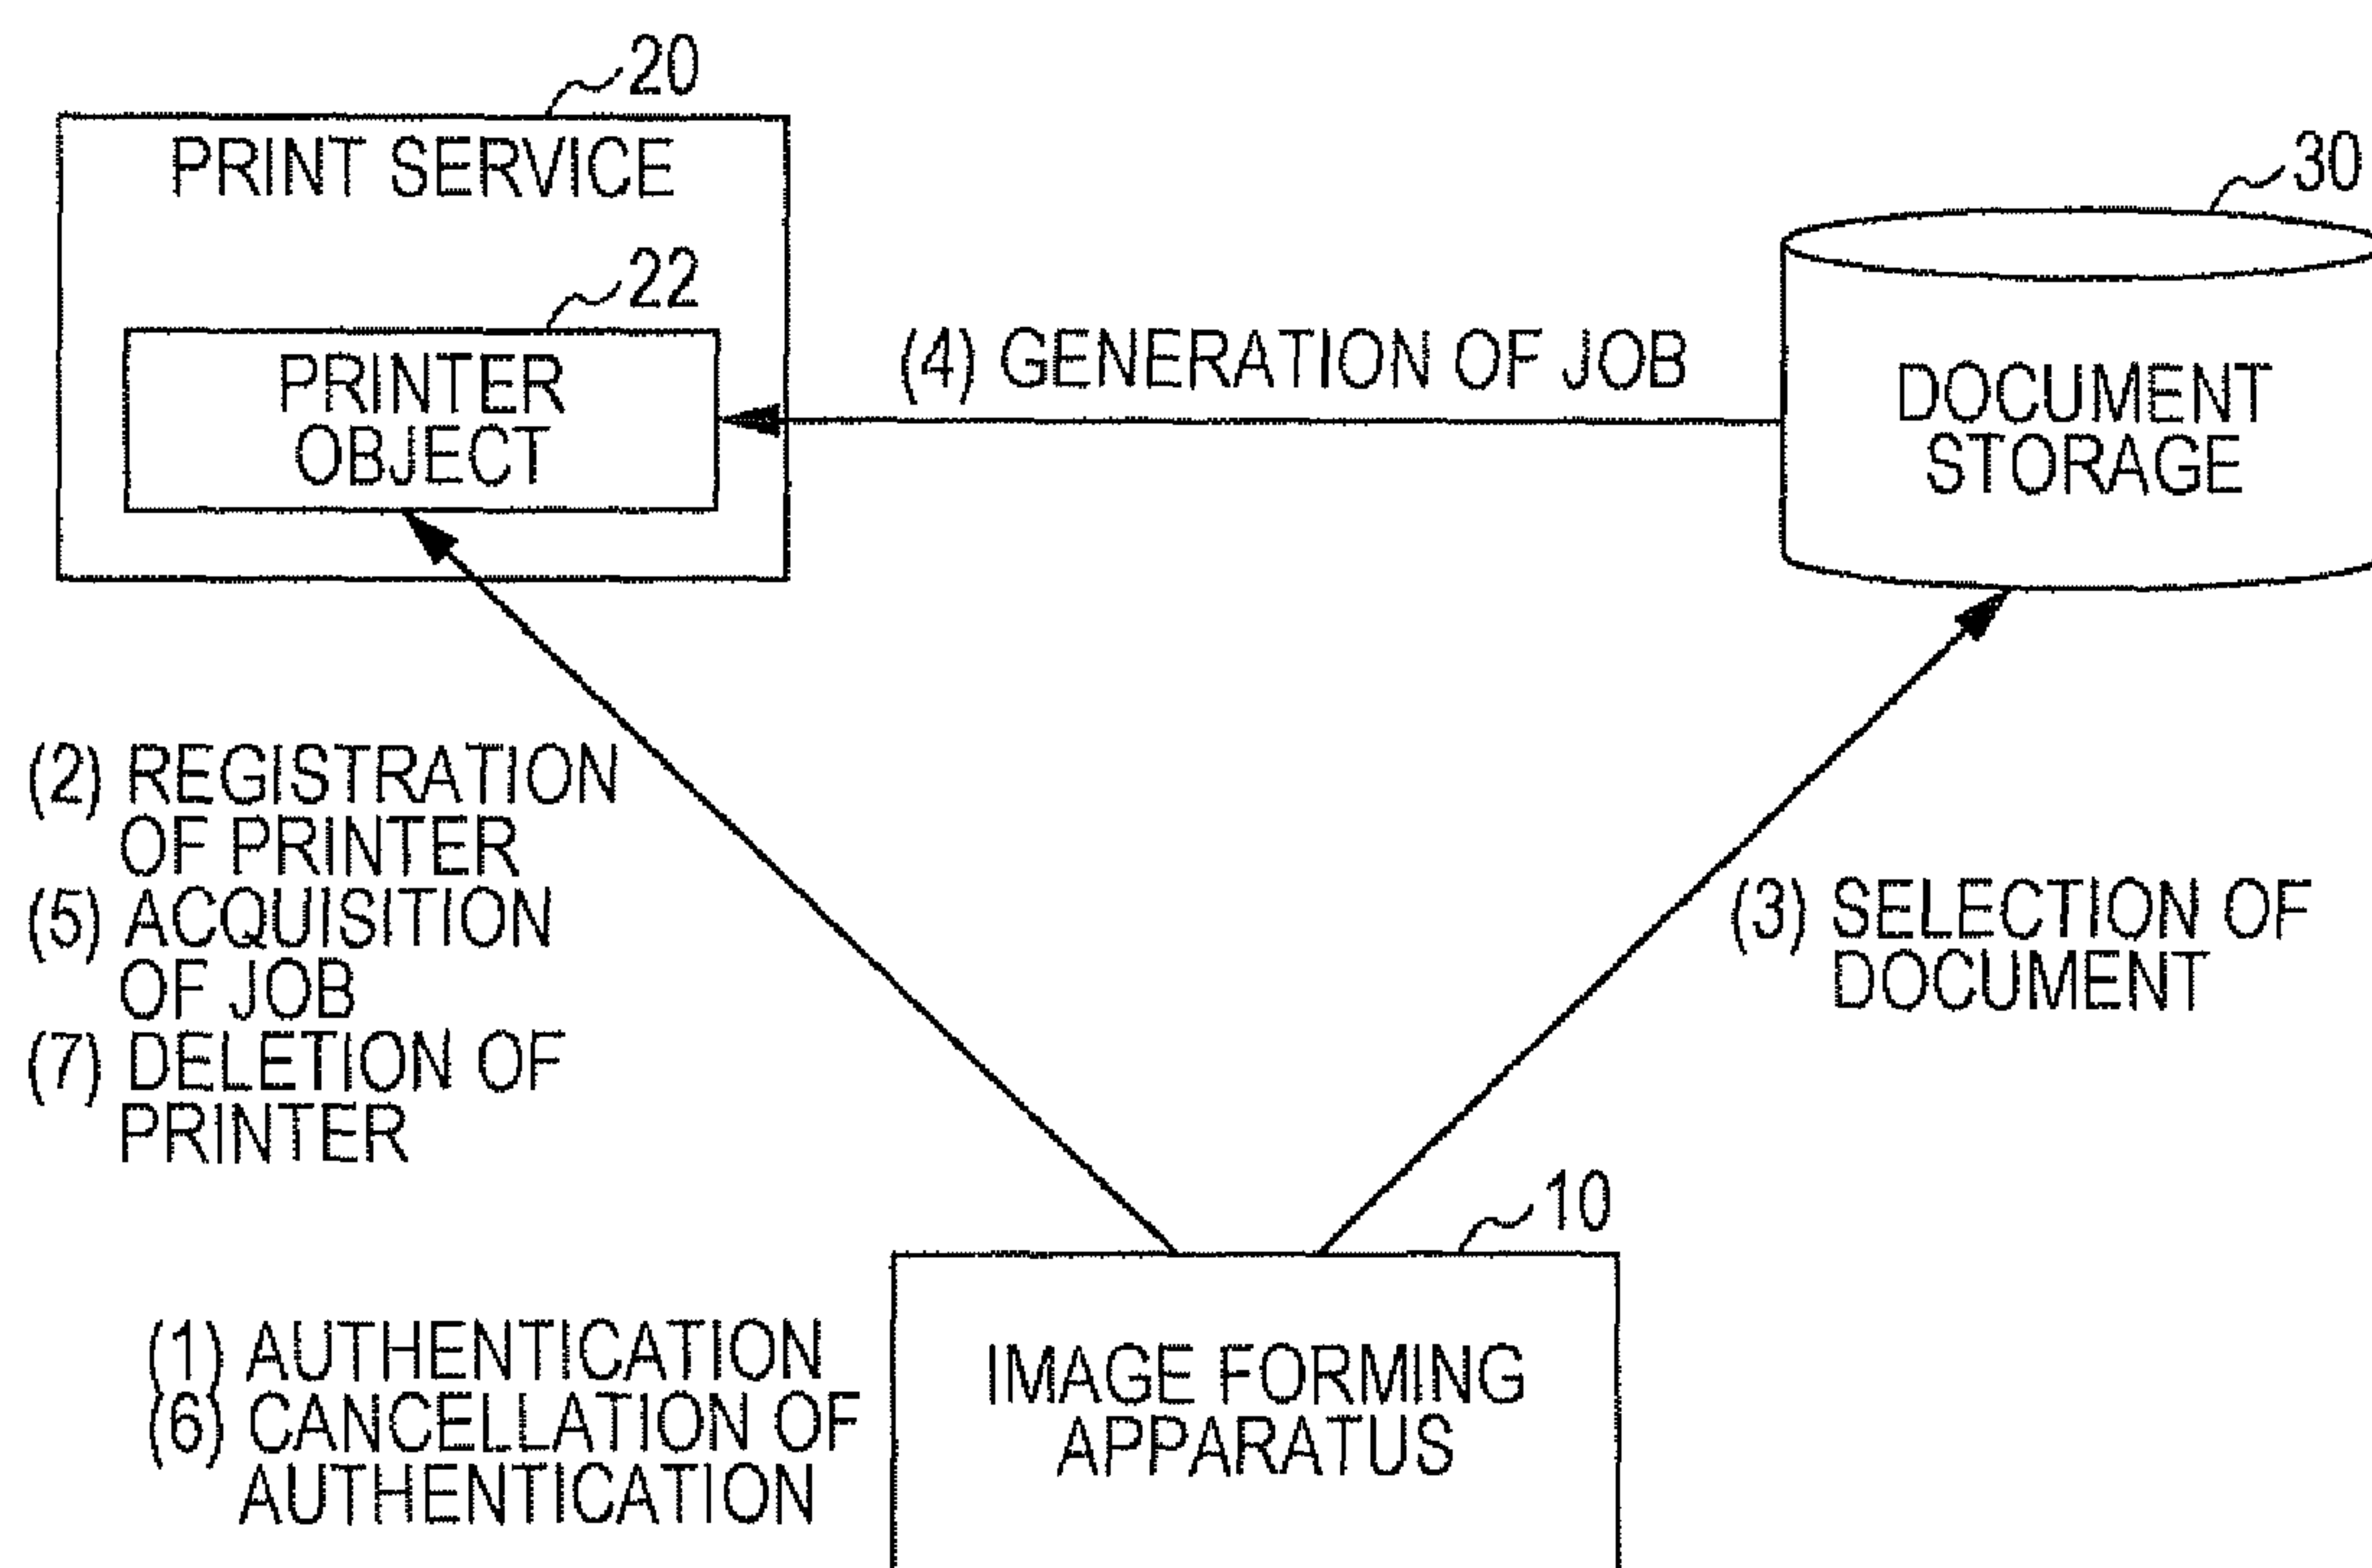 20
PRINT SERVICE
22
PRINTER
OBJECT
(4) GENERATION OF JOB
30
DOCUMENT
STORAGE
(2) REGISTRATION
OF PRINTER
(5) ACQUISITION
OF JOB
(7) DELETION OF
PRINTER
(3) SELECTION OF
DOCUMENT
10
(1) AUTHENTICATION
(6) CANCELLATION OF
AUTHENTICATION
IMAGE FORMING
APPARATUS